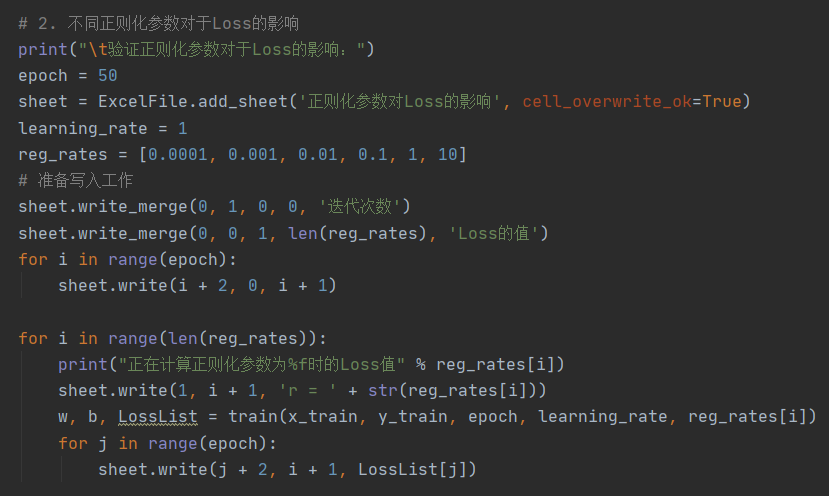 # 2. 不同正则化参数对于Loss的影响
print("\t验证正则化参数对于Loss的影响：")
epoch = 50
sheet = ExcelFile.add_sheet('正则化参数对Loss的影响', cell_overwrite_ok=True)
learning_rate = 1
reg_rates = [0.0001, 0.001, 0.01, 0.1, 1, 10]
# 准备写入工作
sheet.write_merge(0, 1, 0, 0, '迭代次数')
sheet.write_merge(0, 0, 1, len(reg_rates), 'Loss的值')
for i in range(epoch):
    sheet.write(i + 2, 0, i + 1)

for i in range(len(reg_rates)):
    print("正在计算正则化参数为%f时的Loss值" % reg_rates[i])
    sheet.write(1, i + 1, 'r = ' + str(reg_rates[i]))
    w, b, LossList = train(x_train, y_train, epoch, learning_rate, reg_rates[i])
    for j in range(epoch):
        sheet.write(j + 2, i + 1, LossList[j])